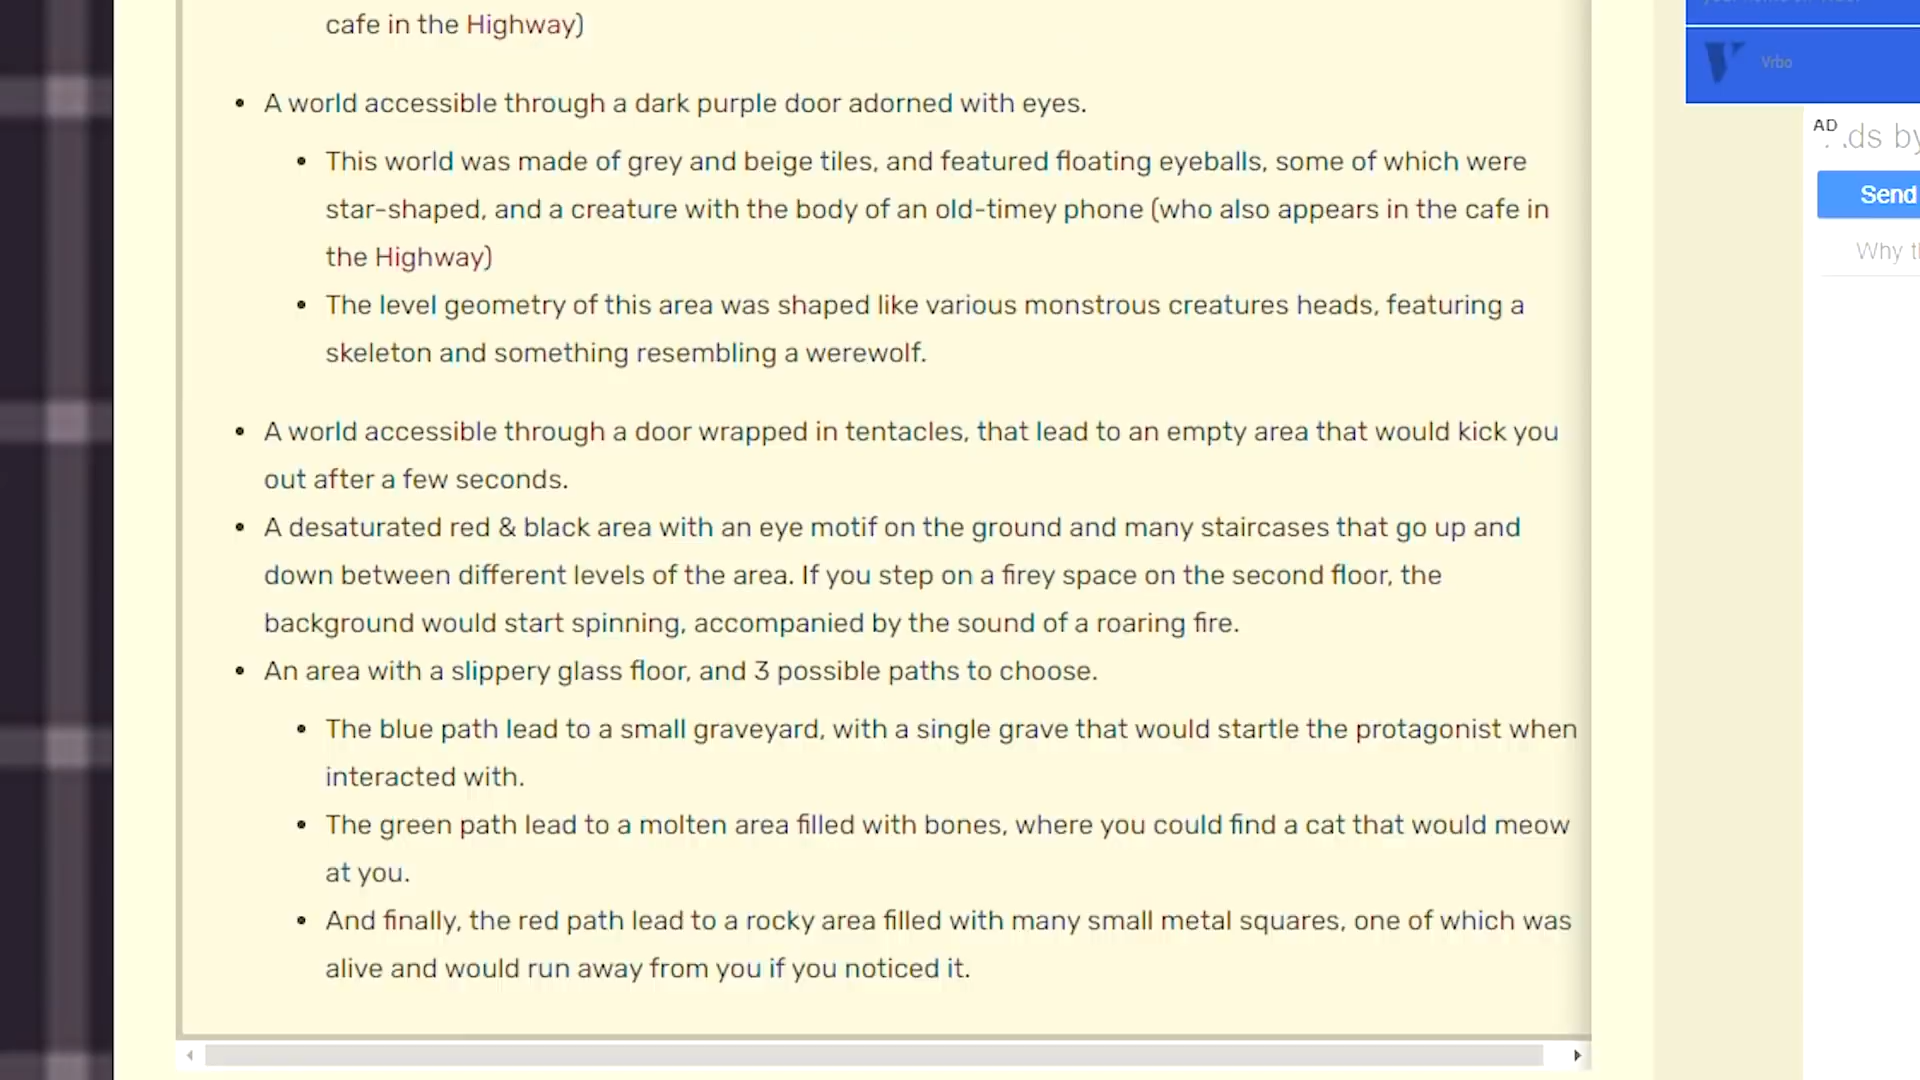 cafe in the Highway)
A world accessible through a dark purple door adorned with eyes.
This world was made of grey and beige tiles, and featured floating eyeballs, some of which were
star-shaped, and a creature with the body of an old-timey phone (who also appears in the cafe in
the Highway)
The level geometry of this area was shaped like various monstrous creatures heads, featuring a
skeleton and something resembling a werewolf.
A world accessible through a door wrapped in tentacles, that lead to an empty area that would kick you
out after a few seconds.
A desaturated red & black area with an eye motif on the ground and many staircases that go up and
down between different levels of the area. If you step on a firey space on the second floor, the
background would start spinning, accompanied by the sound of a roaring fire.
An area with a slippery glass floor, and 3 possible paths to choose.
The blue path lead to a small graveyard, with a single grave that would startle the protagonist when
interacted with.
The green path lead to a molten area filled with bones, where you could find a cat that would meow
at you.
And finally, the red path lead to a rocky area filled with many small metal squares, one of which was
alive and would run away from you if you noticed it.
Vrbo
AD
ds by
Send
Why t